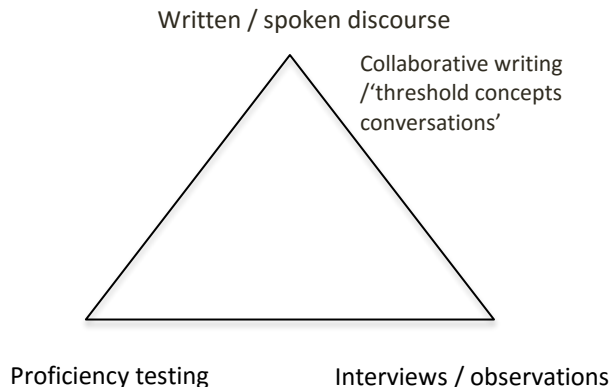 Written / spoken discourse
Collaborative writing
/‘threshold concepts
conversations’
Proficiency testing
Interviews / observations